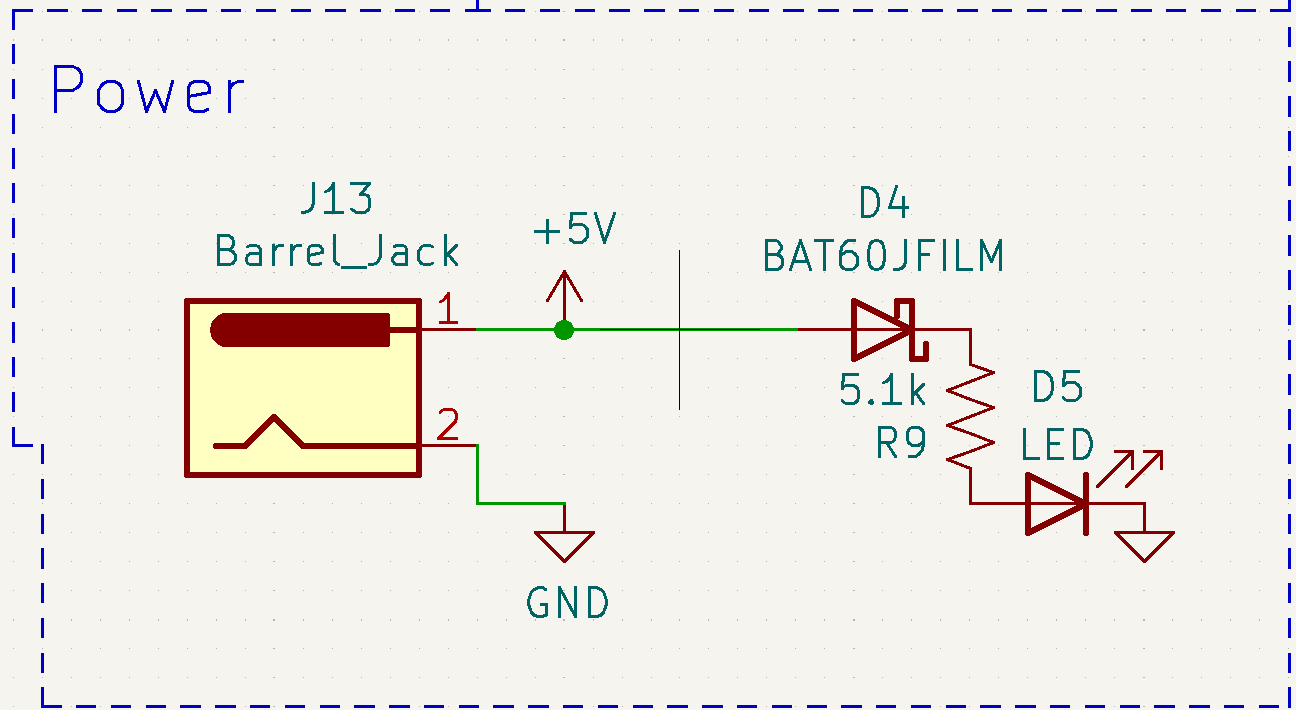 Power
J13
Barrel_Jack
1
2
+5V
GND
D4
BAT60JFILM
5.1k
R9
D5
LED